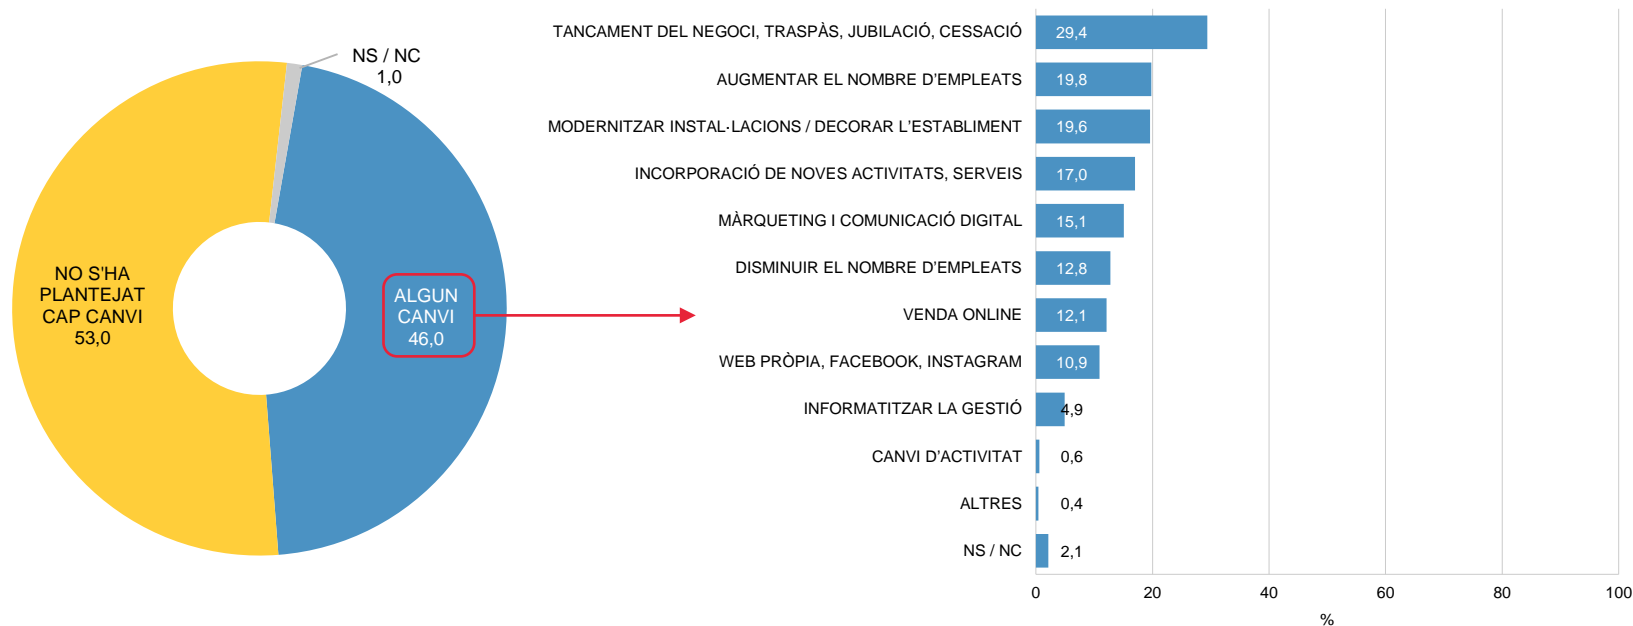 NS / NC
1,0
NO S'HA
PLANTEJAT
CAP CANVI
53,0
ALGUN
CANVI
46,0
TANCAMENT DEL NEGOCI, TRASPÀS, JUBILACIÓ, CESSACIÓ 29,4
AUGMENTAR EL NOMBRE D'EMPLEATS 19,8
MODERNITZAR INSTAL·LACIONS / DECORAR L'ESTABLIMENT 19,6
INCORPORACIÓ DE NOVES ACTIVITATS, SERVEIS 17,0
MÀRQUETING I COMUNICACIÓ DIGITAL 15,1
DISMINUIR EL NOMBRE D'EMPLEATS 12,8
VENDA ONLINE 12,1
WEB PRÒPIA, FACEBOOK, INSTAGRAM 10,9
INFORMATITZAR LA GESTIÓ 4,9
CANVI D'ACTIVITAT 0,6
ALTRES 0,4
NS / NC 2,1
0 20 40 60 80 100
%